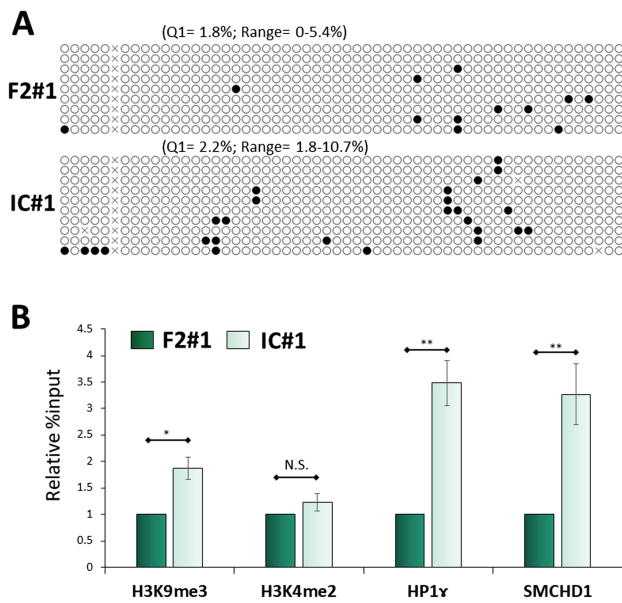 A
(Q1= 1.8%; Range= 0-5.4%)
F2#1
(Q1= 2.2%; Range= 1.8-10.7%)
IC#1
B
F2#1 IC#1
Relative %input
4.5
4
3.5
3
2.5
2
1.5
1
0.5
0
*
N.S.
**
**
H3K9me3 H3K4me2 HP1ɤ SMCHD1